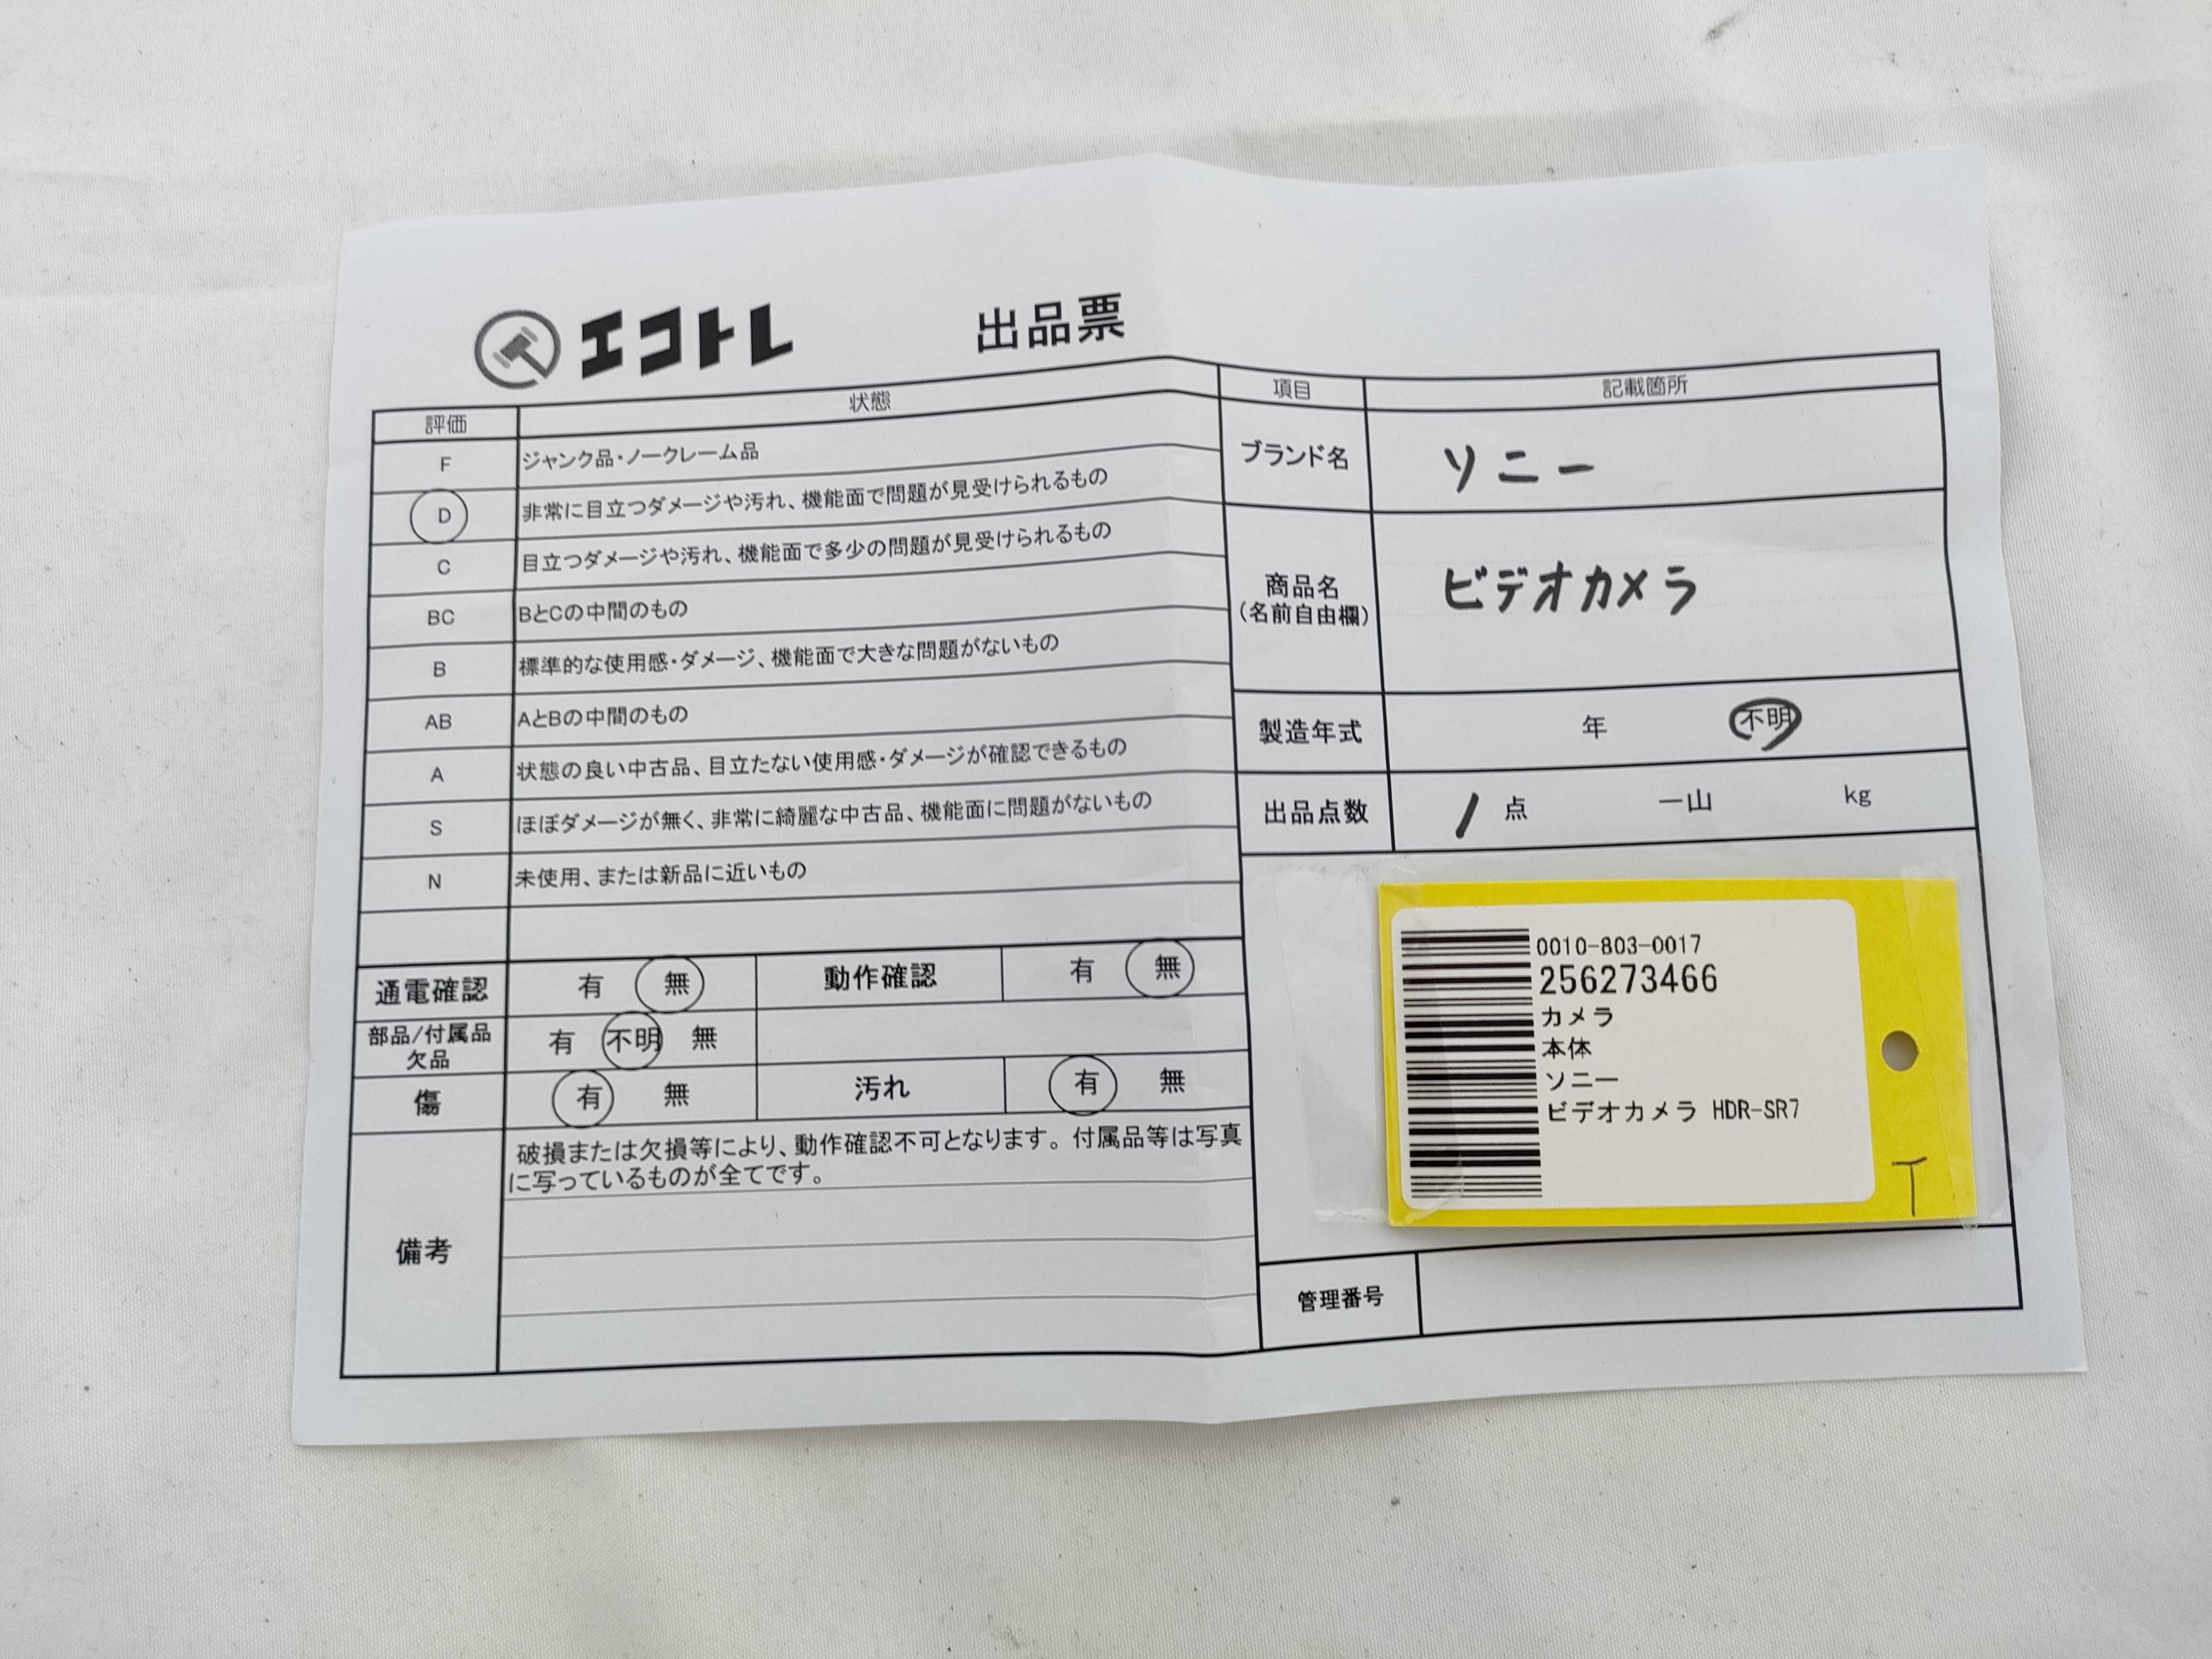 エコトレ
出品票
評価 状態
F ジャンク品・ノークレーム品
D 非常に目立つダメージや汚れ、機能面で問題が見受けられるもの
C 目立つダメージや汚れ、機能面で多少の問題が見受けられるもの
BC BとCの中間のもの
B 標準的な使用感・ダメージ、機能面で大きな問題がないもの
AB AとBの中間のもの
A 状態の良い中古品、目立たない使用感・ダメージが確認できるもの
S ほぼダメージが無く、非常に綺麗な中古品、機能面に問題がないもの
N 未使用、または新品に近いもの
通電確認 有 無 動作確認 有 無
部品/付属品
欠品 有 不明 無
傷 有 無 汚れ 有 無
備考
破損または欠損等により、動作確認不可となります。付属品等は写真
に写っているものが全てです。
項目 記載箇所
ブランド名 ソニー
商品名
(名前自由欄)
ビデオカメラ
製造年式 年 不明
出品点数 1 点 一山 kg
0010-803-0017
256273466
カメラ
本体
ソニー
ビデオカメラ HDR-SR7
T
管理番号